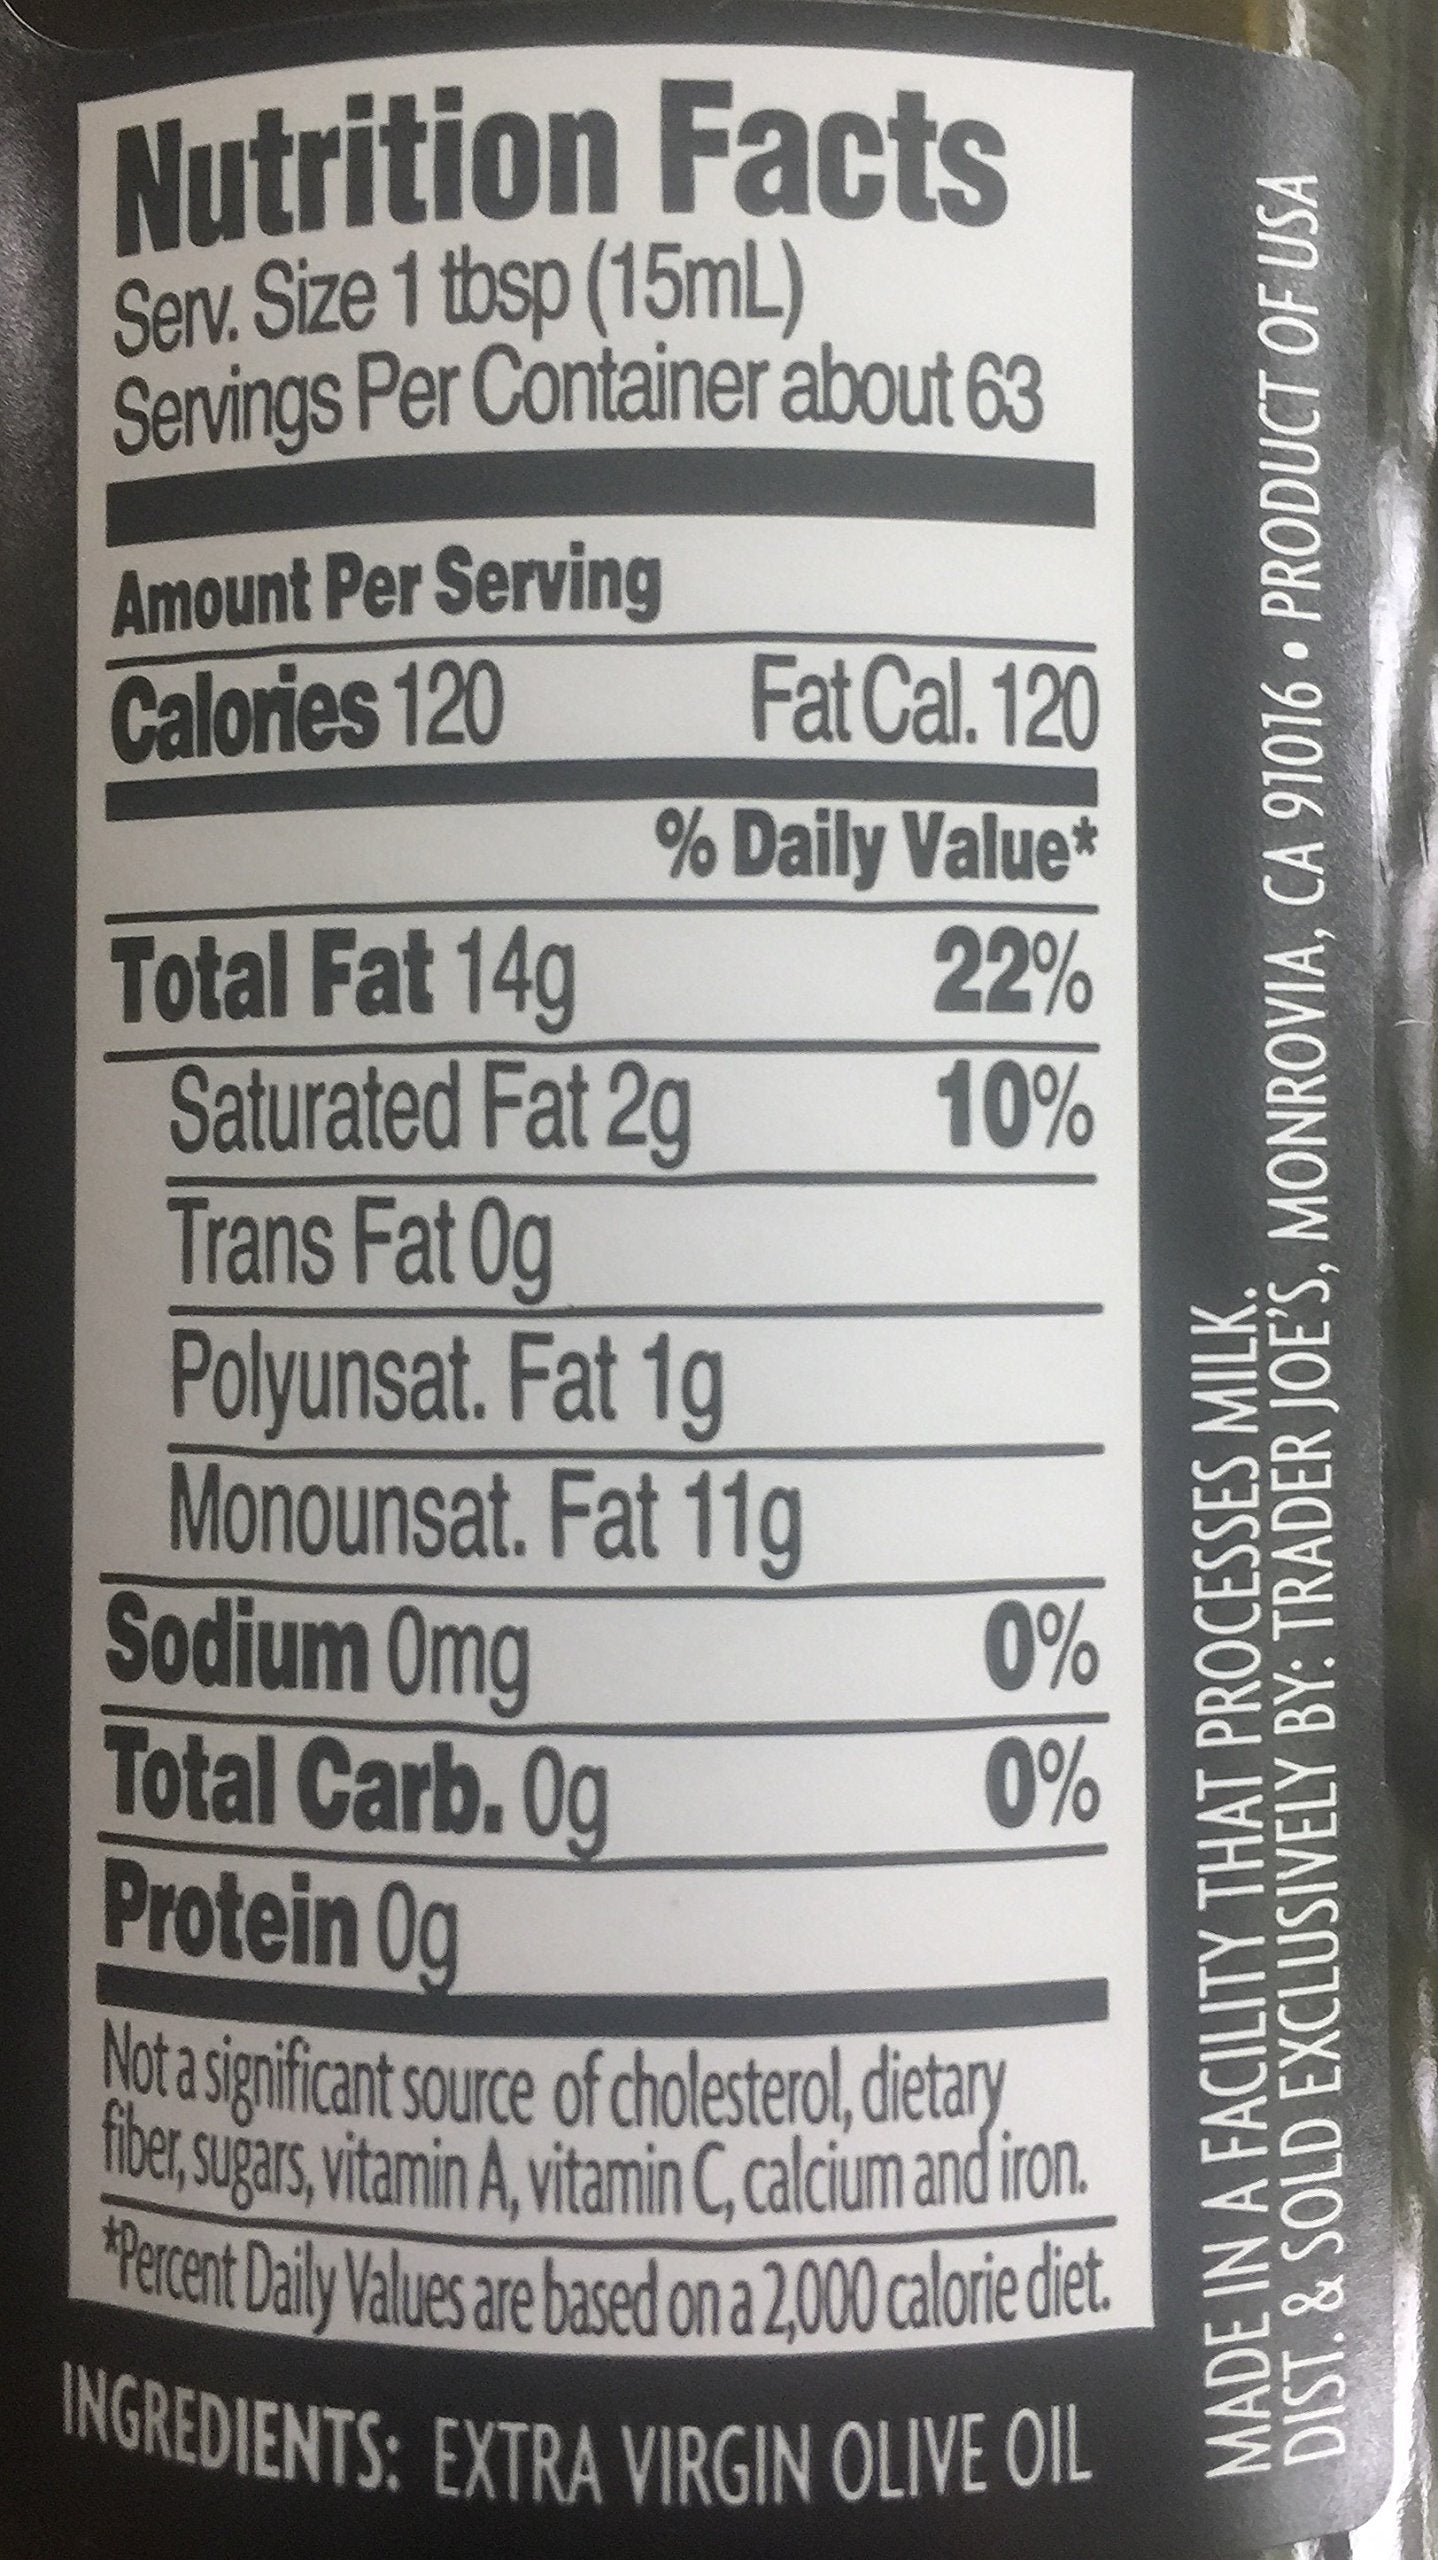 Nutrition Facts
Serv. Size 1 tbsp (15mL)
Servings Per Container about 63
Amount Per Serving
Calories 120 Fat Cal. 120
% Daily Value*
Total Fat 14g 22%
Saturated Fat 2g 10%
Trans Fat 0g
Polyunsat. Fat 1g
Monounsat. Fat 11g
Sodium 0mg 0%
Total Carb. 0g 0%
Protein 0g
Not a significant source of cholesterol, dietary
fiber, sugars, vitamin A, vitamin C, calcium and iron.
*Percent Daily Values are based on a 2,000 calorie diet.
INGREDIENTS: EXTRA VIRGIN OLIVE OIL
MADE IN A FACILITY THAT PROCESSES MILK.
DIST. & SOLD EXCLUSIVELY BY: TRADER JOE'S, MONROVIA, CA 91016 • PRODUCT OF USA